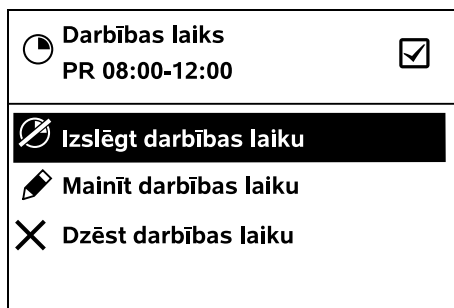 Darbības laiks
PR 08:00-12:00
Izslēgt darbības laiku
Mainīt darbības laiku
Dzēst darbības laiku